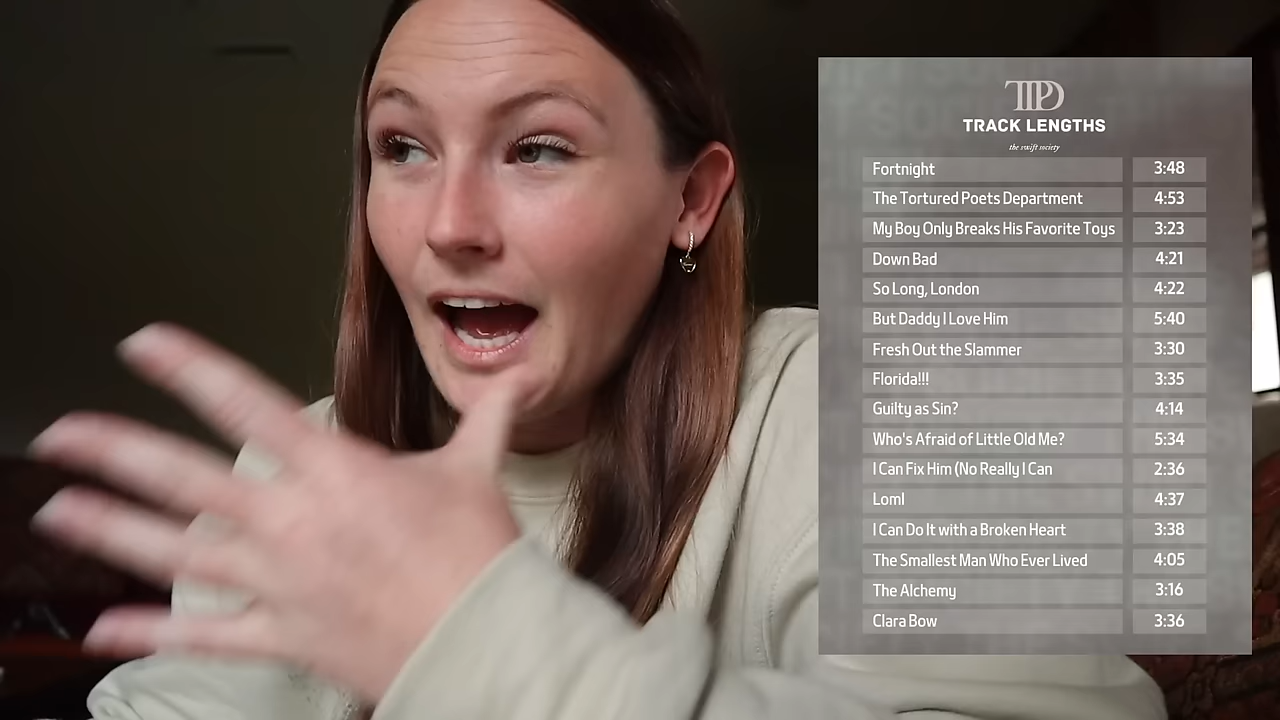 TTPD
TRACK LENGTHS
the swift society
Fortnight 3:48
The Tortured Poets Department 4:53
My Boy Only Breaks His Favorite Toys 3:23
Down Bad 4:21
So Long, London 4:22
But Daddy I Love Him 5:40
Fresh Out the Slammer 3:30
Florida!!! 3:35
Guilty as Sin? 4:14
Who's Afraid of Little Old Me? 5:34
I Can Fix Him (No Really I Can 2:36
Loml 4:37
I Can Do It with a Broken Heart 3:38
The Smallest Man Who Ever Lived 4:05
The Alchemy 3:16
Clara Bow 3:36